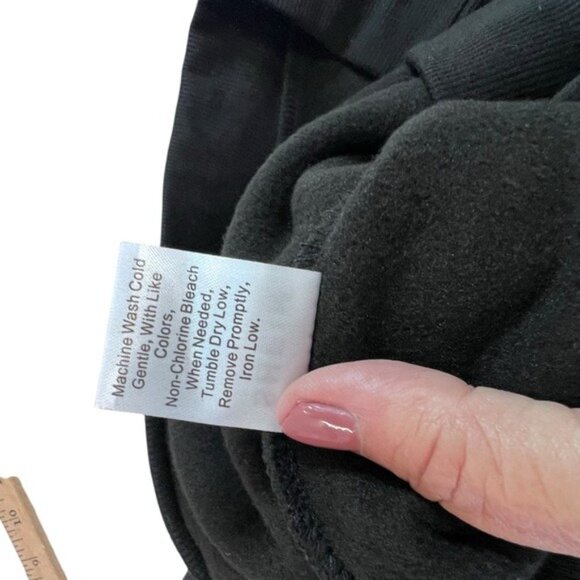 Machine Wash Cold
Gentle, With Like
Colors,
Non-Chlorine Bleach
When Needed,
Tumble Dry Low,
Remove Promptly,
Iron Low.